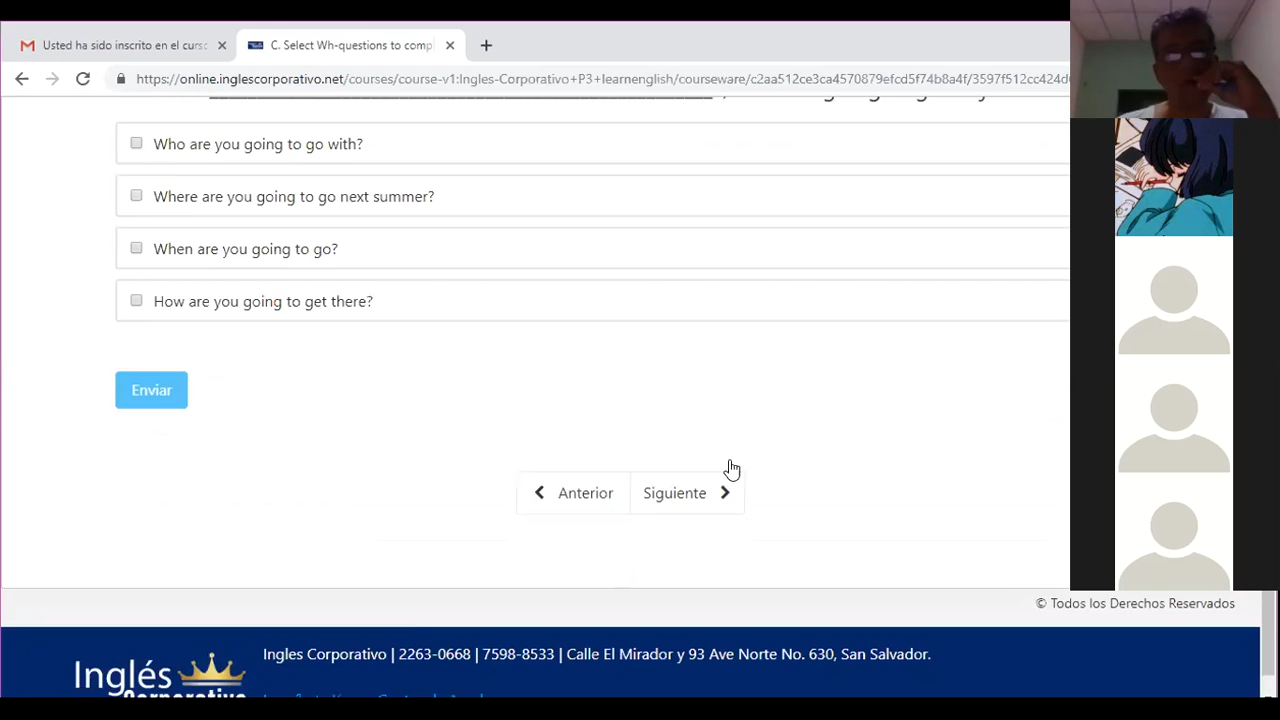 Usted ha sido inscrito en el curso
C. Select Wh-questions to comp
https://online.inglescorporativo.net/courses/course-v1:Ingles-Corporativo+P3+learnenglish/courseware/c2aa512ce3ca4570879efcd5f74b8a4f/3597f512cc424d
Who are you going to go with?
Where are you going to go next summer?
When are you going to go?
How are you going to get there?
Enviar
Anterior
Siguiente
© Todos los Derechos Reservados
Ingles Corporativo | 2263-0668 | 7598-8533 | Calle El Mirador y 93 Ave Norte No. 630, San Salvador.
Inglés
Corporativo